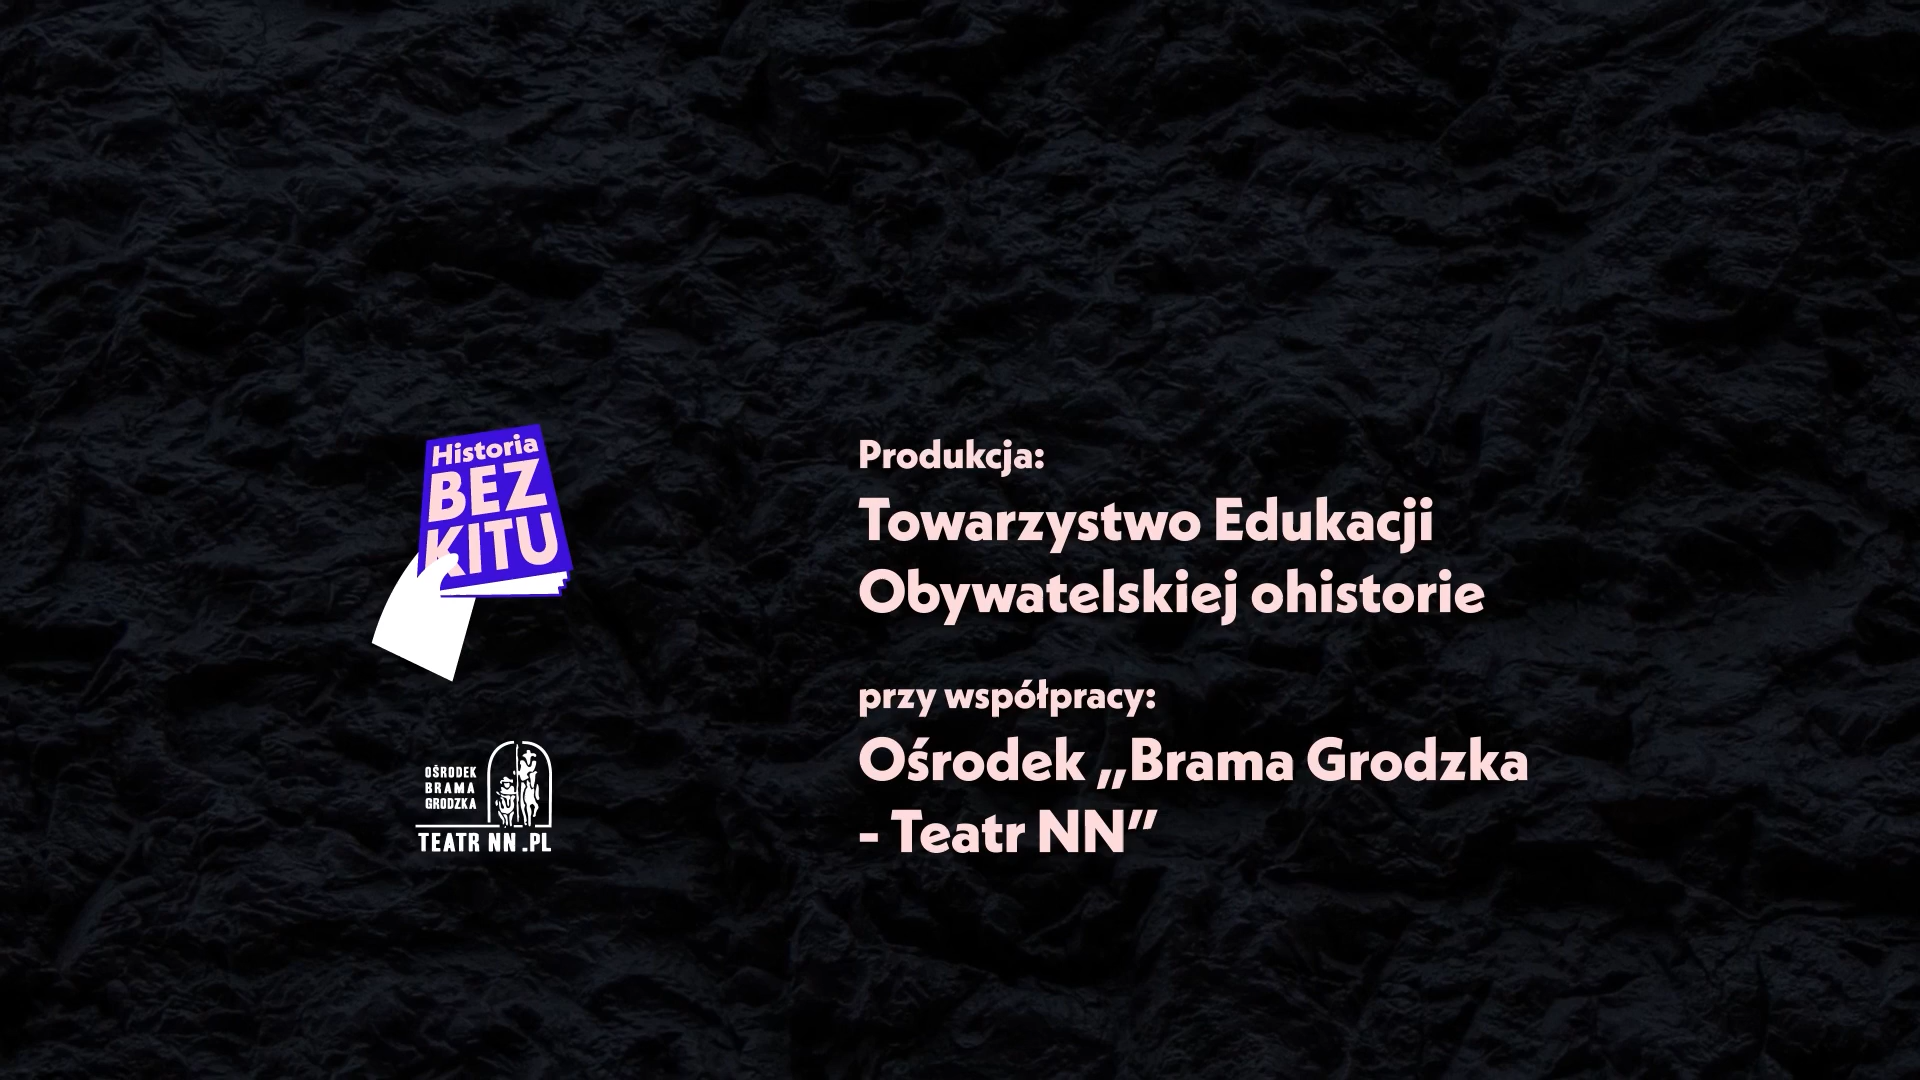 Historia
BEZ
KITU
Produkcja:
Towarzystwo Edukacji
Obywatelskiej ohistorie
przy współpracy:
Ośrodek „Brama Grodzka
- Teatr NN”
OŚRODEK
BRAMA
GRODZKA
TEATR NN.PL